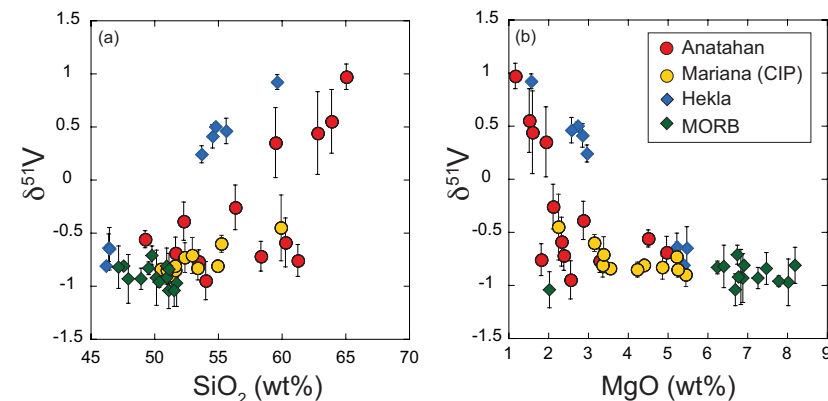 (a)
1.5
1
0.5
0
-0.5
-1
-1.5
δ⁵¹V
45 50 55 60 65 70
SiO₂ (wt%)
(b)
Anatahan
Mariana (CIP)
Hekla
MORB
1.5
1
0.5
0
-0.5
-1
-1.5
δ⁵¹V
1 2 3 4 5 6 7 8 9
MgO (wt%)